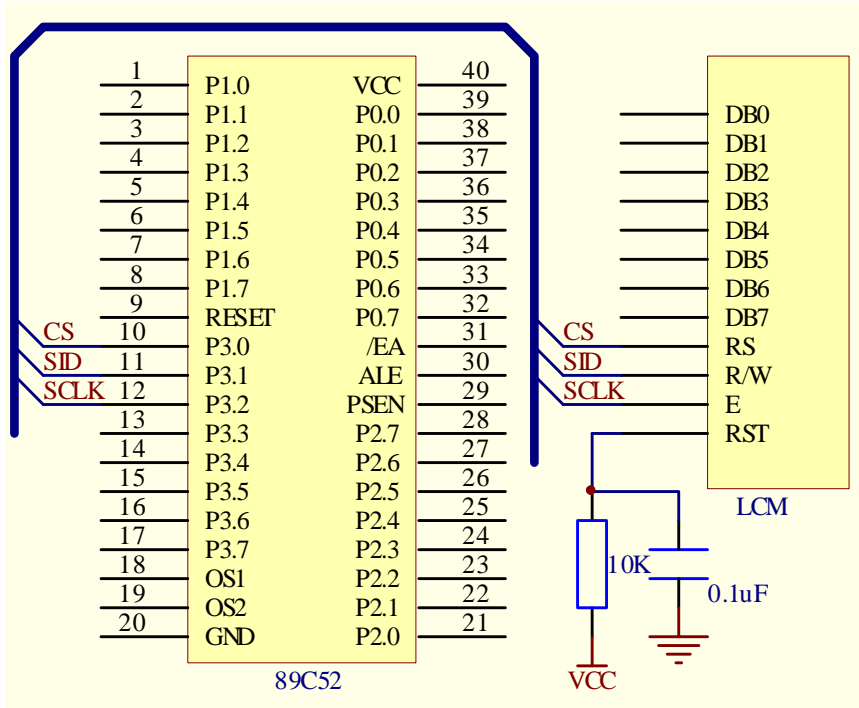 1 P1.0 VCC 40
2 P1.1 P0.0 39 DB0
3 P1.2 P0.1 38 DB1
4 P1.3 P0.2 37 DB2
5 P1.4 P0.3 36 DB3
6 P1.5 P0.4 35 DB4
7 P1.6 P0.5 34 DB5
8 P1.7 P0.6 33 DB6
9 RESET P0.7 32 DB7
CS 10 P3.0 /EA 31 CS RS
SID 11 P3.1 ALE 30 SID R/W
SCLK 12 P3.2 PSEN 29 SCLK E
13 P3.3 P2.7 28 RST
14 P3.4 P2.6 27
15 P3.5 P2.5 26
16 P3.6 P2.4 25 LCM
17 P3.7 P2.3 24
18 OS1 P2.2 23 10K
19 OS2 P2.1 22 0.1uF
20 GND P2.0 21
89C52 VCC